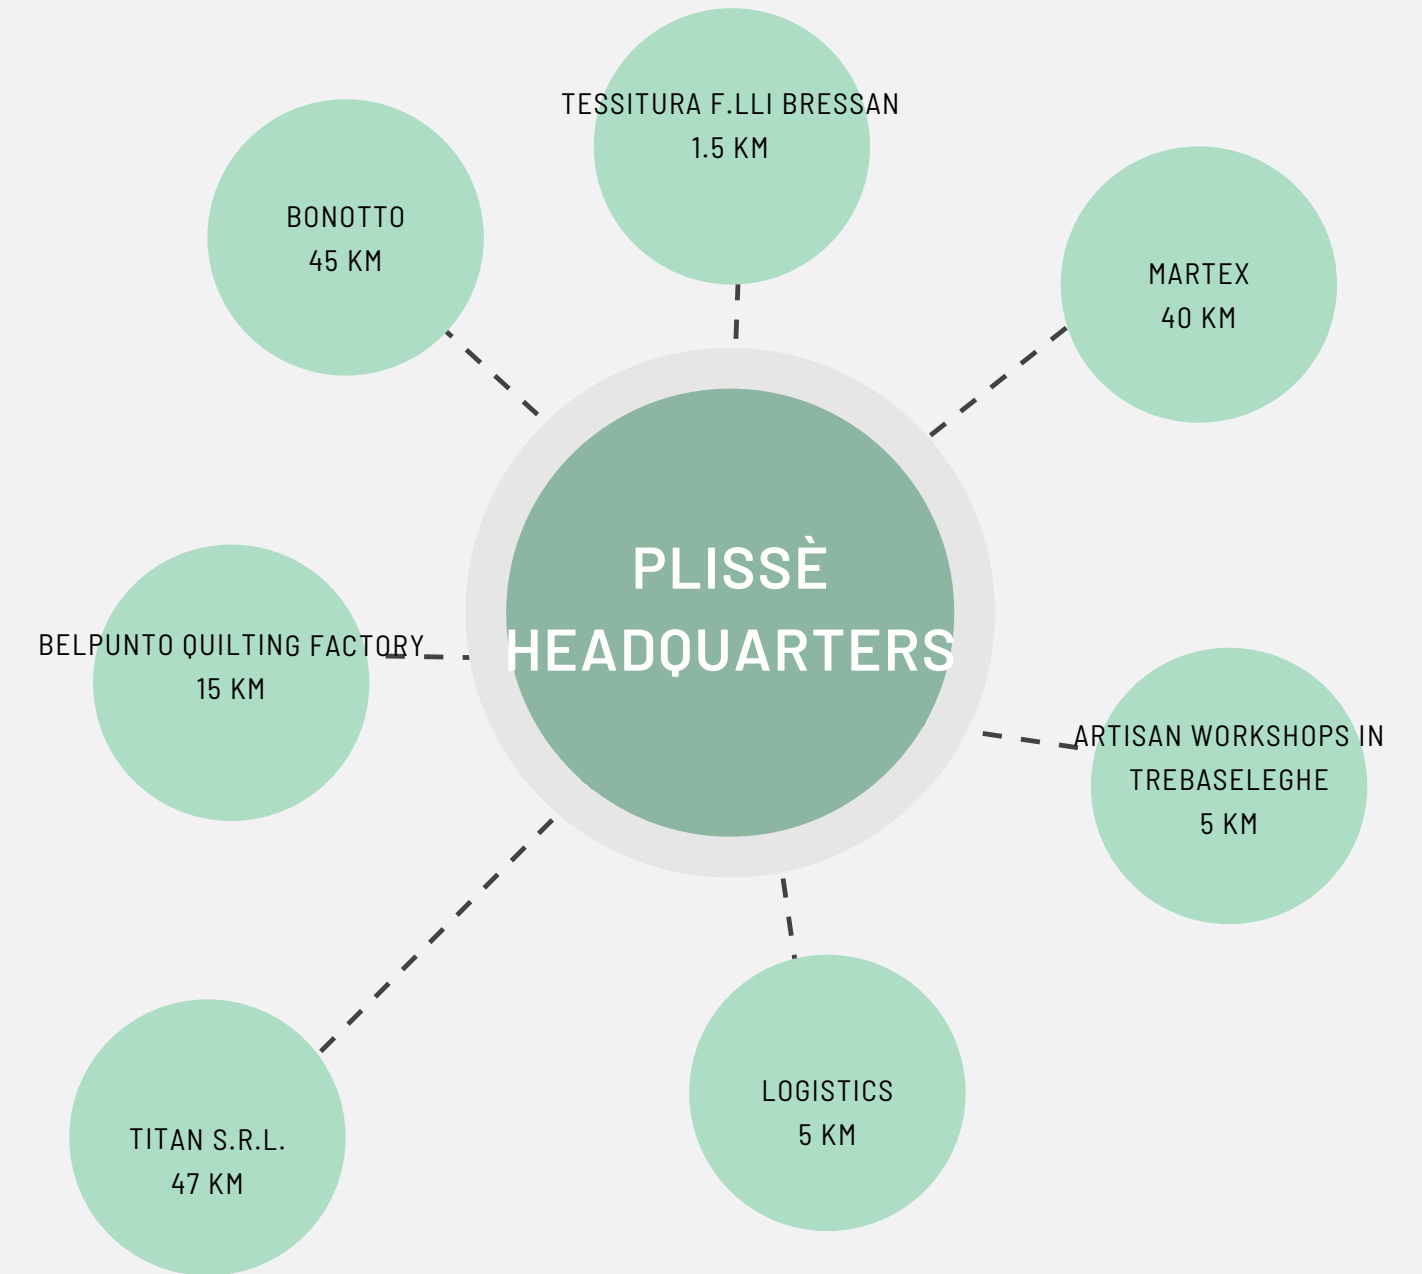 TESSITURA F.LLI BRESSAN
1.5 KM
BONOTTO
45 KM
MARTEX
40 KM
PLISSÈ
HEADQUARTERS
BELPUNTO QUILTING FACTORY
15 KM
ARTISAN WORKSHOPS IN
TREBASELEGHE
5 KM
LOGISTICS
5 KM
TITAN S.R.L.
47 KM